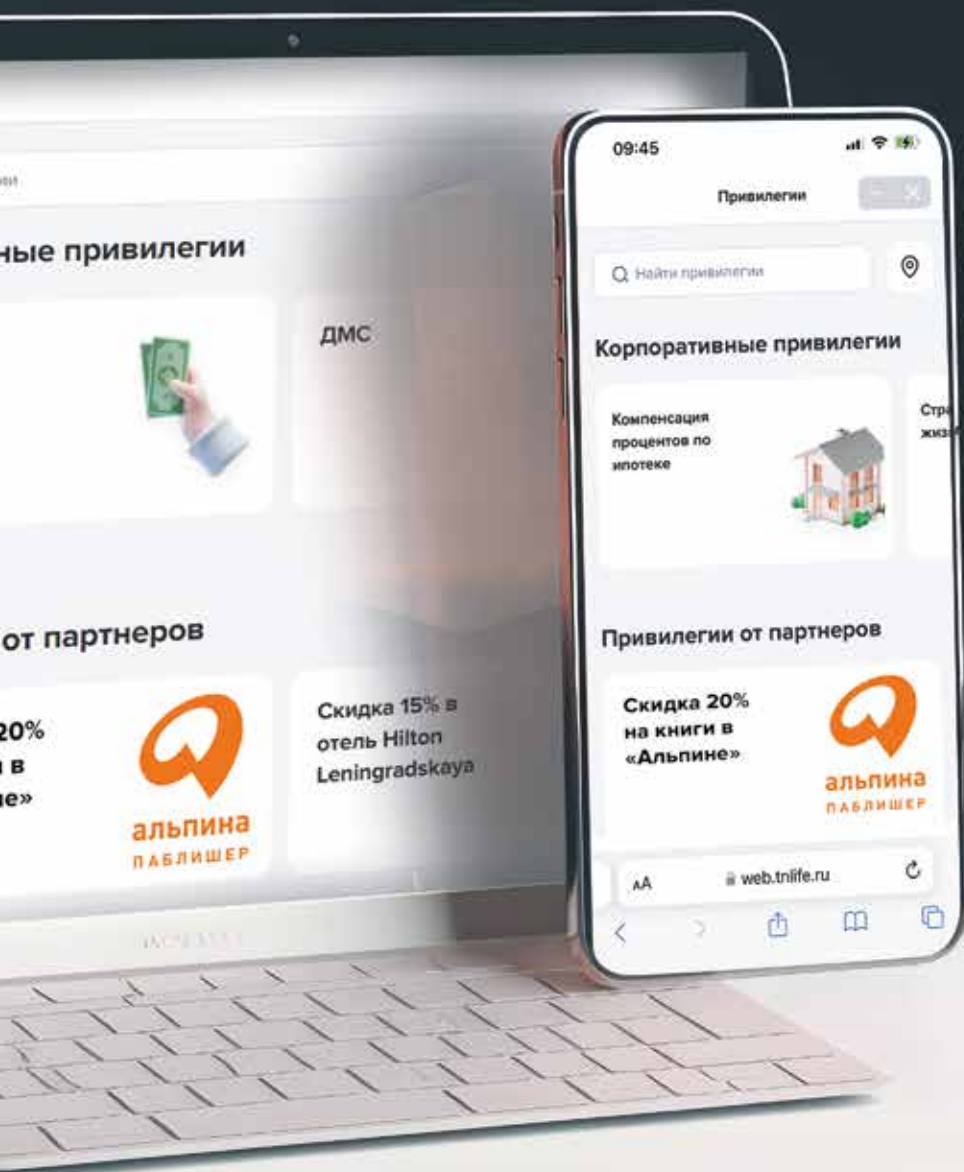 ные привилегии
ДМС
от партнеров
20%
в
е»
альпина
ПАБЛИШЕР
Скидка 15% в
отель Hilton
Leningradskaya
09:45
Привилегии
Найти привилегии
Корпоративные привилегии
Компенсация
процентов по
ипотеке
Стра
жизн
Привилегии от партнеров
Скидка 20%
на книги в
«Альпине»
альпина
ПАБЛИШЕР
AA
web.tnlife.ru